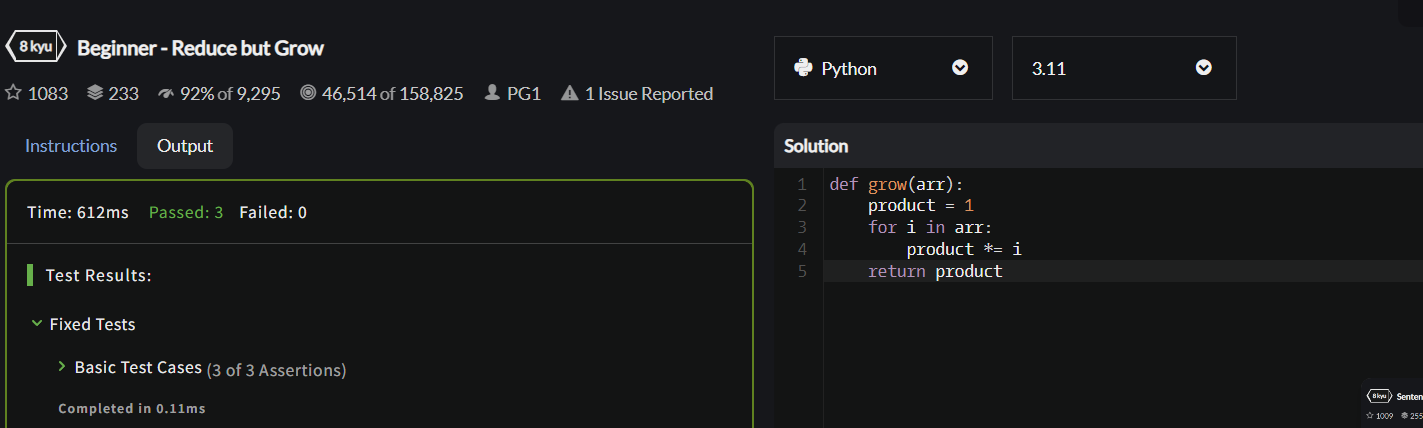 8 kyu Beginner - Reduce but Grow
1083 233 92% of 9,295 46,514 of 158,825 PG1 1 Issue Reported
Instructions Output
Time: 612ms Passed: 3 Failed: 0
Test Results:
Fixed Tests
Basic Test Cases (3 of 3 Assertions)
Completed in 0.11ms
Python 3.11
Solution
1 def grow(arr):
2     product = 1
3     for i in arr:
4         product *= i
5     return product
8 kyu Senten
1009 255